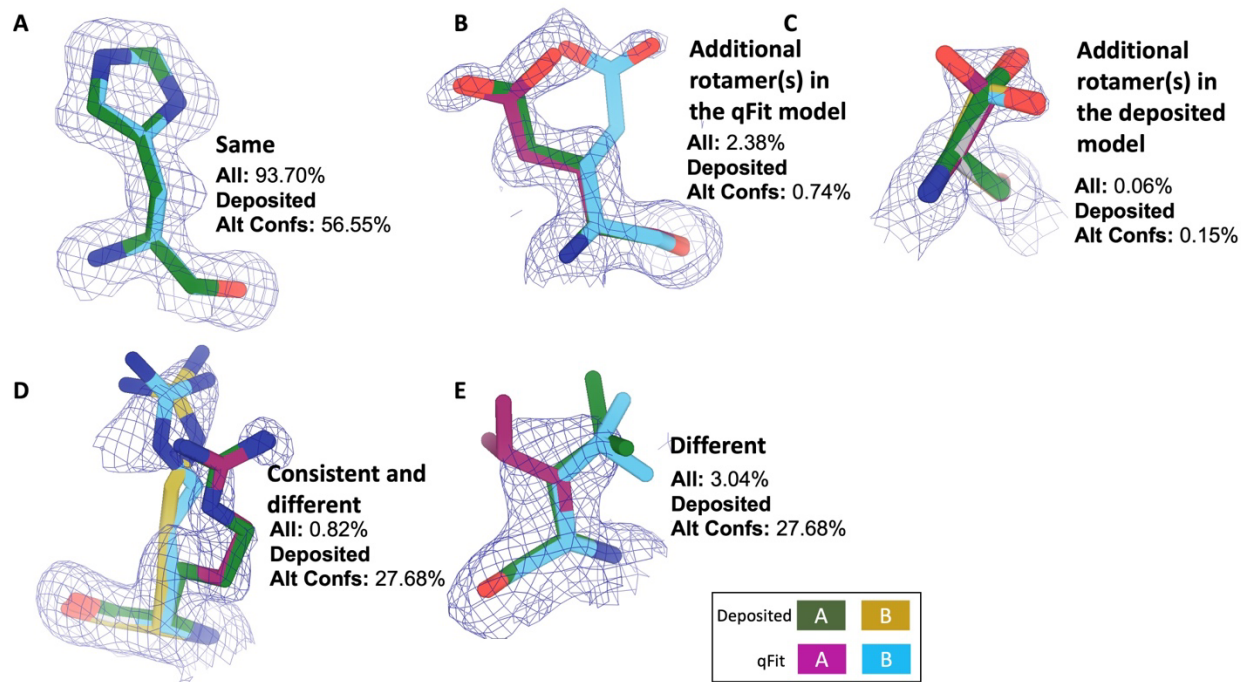 A
Same
All: 93.70%
Deposited
Alt Confs: 56.55%
B
Additional
rotamer(s) in
the qFit model
All: 2.38%
Deposited
Alt Confs: 0.74%
C
Additional
rotamer(s) in
the deposited
model
All: 0.06%
Deposited
Alt Confs: 0.15%
D
Consistent and
different
All: 0.82%
Deposited
Alt Confs: 27.68%
E
Different
All: 3.04%
Deposited
Alt Confs: 27.68%
Deposited A B
qFit A B